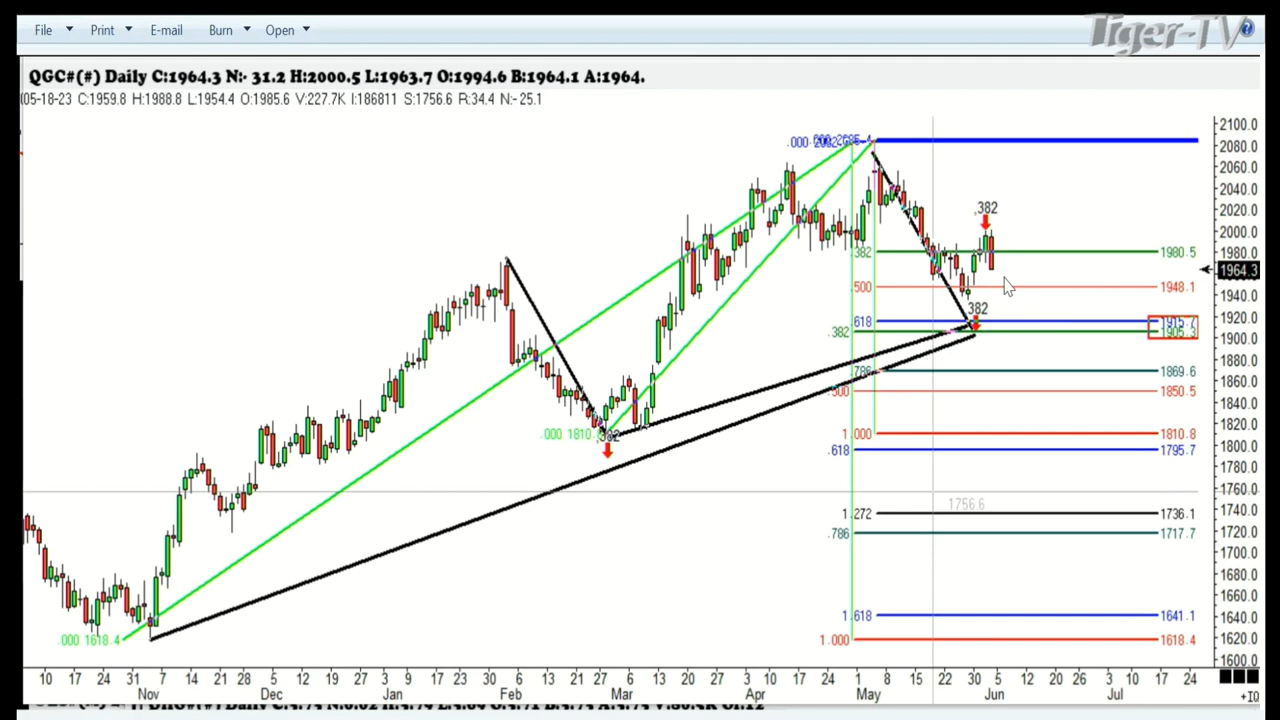 File Print E-mail Burn Open
Tiger-TV
QGC#(#) Daily C:1964.3 N:- 31.2 H:2000.5 L:1963.7 O:1994.6 B:1964.1 A:1964.
05-18-23 C:1959.8 H:1988.8 L:1954.4 O:1985.6 V:227.7K I:186811 S:1756.6 R:34.4 N:-25.1
2100.0
.000
2080.0
2060.0
2040.0
.382
2020.0
2000.0
.382 1980.5 1980.0
1964.3
.500 1948.1
1940.0
.382
.618 1915.7 1920.0
.382 1905.3 1900.0
1880.0
.786 1869.6
1860.0
.500 1850.5
1840.0
.000 1810 .382 1.000 1810.8 1820.0
.618 1795.7 1800.0
1780.0
1760.0
1756.6
1.272 1736.1 1740.0
.786 1717.7 1720.0
1700.0
1680.0
1660.0
1.618 1641.1 1640.0
.000 1618.4 1.000 1618.4 1620.0
1600.0
10 17 24 31 7 14 21 28 5 12 19 27 3 9 17 23 30 6 13 21 27 6 13 20 27 3 10 17 24 1 8 15 22 30 5 12 20 26 3 10 17 24
Nov Dec Jan Feb Mar Apr May Jun Jul